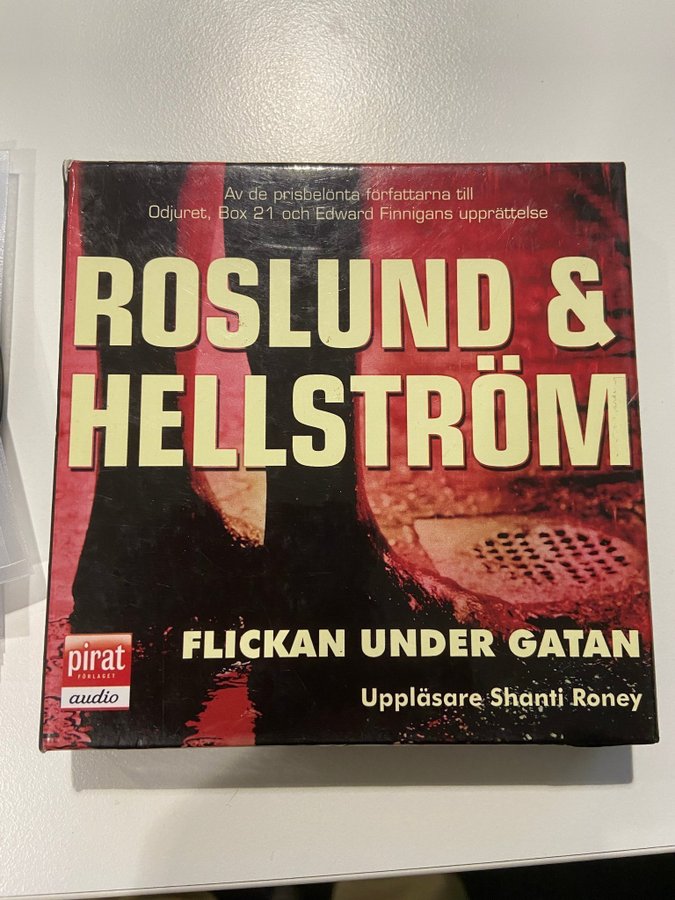 Av de prisbelönta författarna till
Odjuret, Box 21 och Edward Finnigans upprättelse
ROSLUND &
HELLSTRÖM
FLICKAN UNDER GATAN
Uppläsare Shanti Roney
pirat
FÖRLAGET
audio